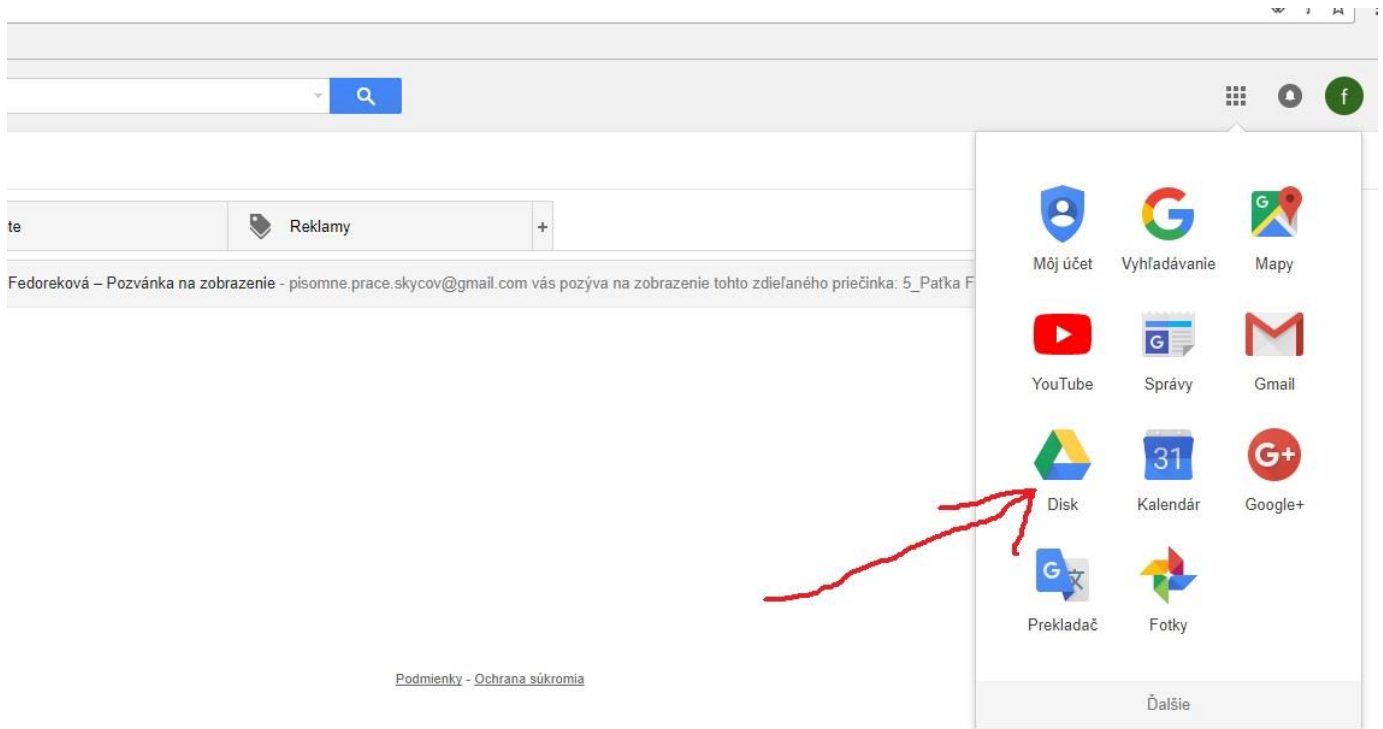 f
te
Reklamy
+
Fedoreková – Pozvánka na zobrazenie - pisomne.prace.skycov@gmail.com vás pozýva na zobrazenie tohto zdieľaného priečinka: 5_Paťka F
G
Môj účet
Vyhľadávanie
Mapy
G
YouTube
Správy
Gmail
31
G+
Disk
Kalendár
Google+
G
文
Prekladač
Fotky
Podmienky - Ochrana súkromia
Ďalšie